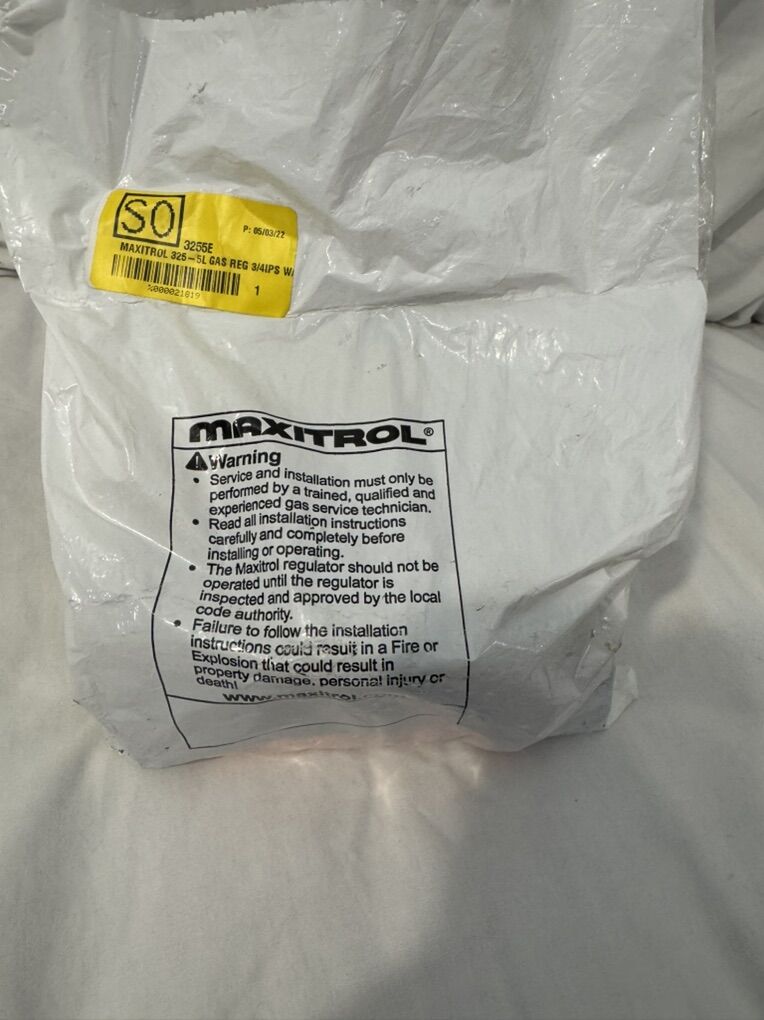 SO
P: 05/03/22
3255E
MAXITROL 325-5L GAS REG 3/4IPS W/
%000021819
1
MAXITROL®
Warning
• Service and installation must only be
performed by a trained, qualified and
experienced gas service technician.
• Read all installation instructions
carefully and completely before
installing or operating.
• The Maxitrol regulator should not be
operated until the regulator is
inspected and approved by the local
code authority.
• Failure to follow the installation
instructions could result in a Fire or
Explosion that could result in
property damage, personal injury or
death!
www.maxitrol.com